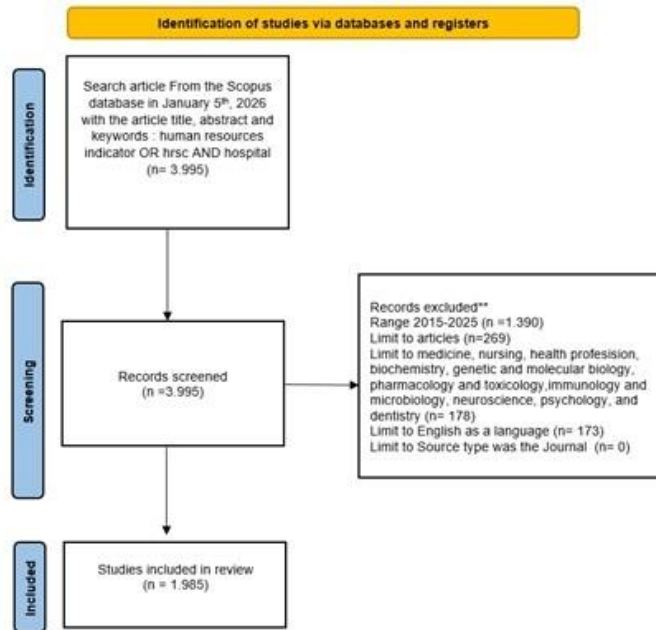 Identification of studies via databases and registers
Identification
Search article From the Scopus
database in January 5th, 2026
with the article title, abstract and
keywords : human resources
indicator OR hrsc AND hospital
(n= 3.995)
Screening
Records screened
(n =3.995)
Records excluded**
Range 2015-2025 (n =1.390)
Limit to articles (n=269)
Limit to medicine, nursing, health profesision,
biochemistry, genetic and molecular biology,
pharmacology and toxicology,immunology and
microbiology, neuroscience, psychology, and
dentistry (n= 178)
Limit to English as a language (n= 173)
Limit to Source type was the Journal (n= 0)
Included
Studies included in review
(n = 1.985)